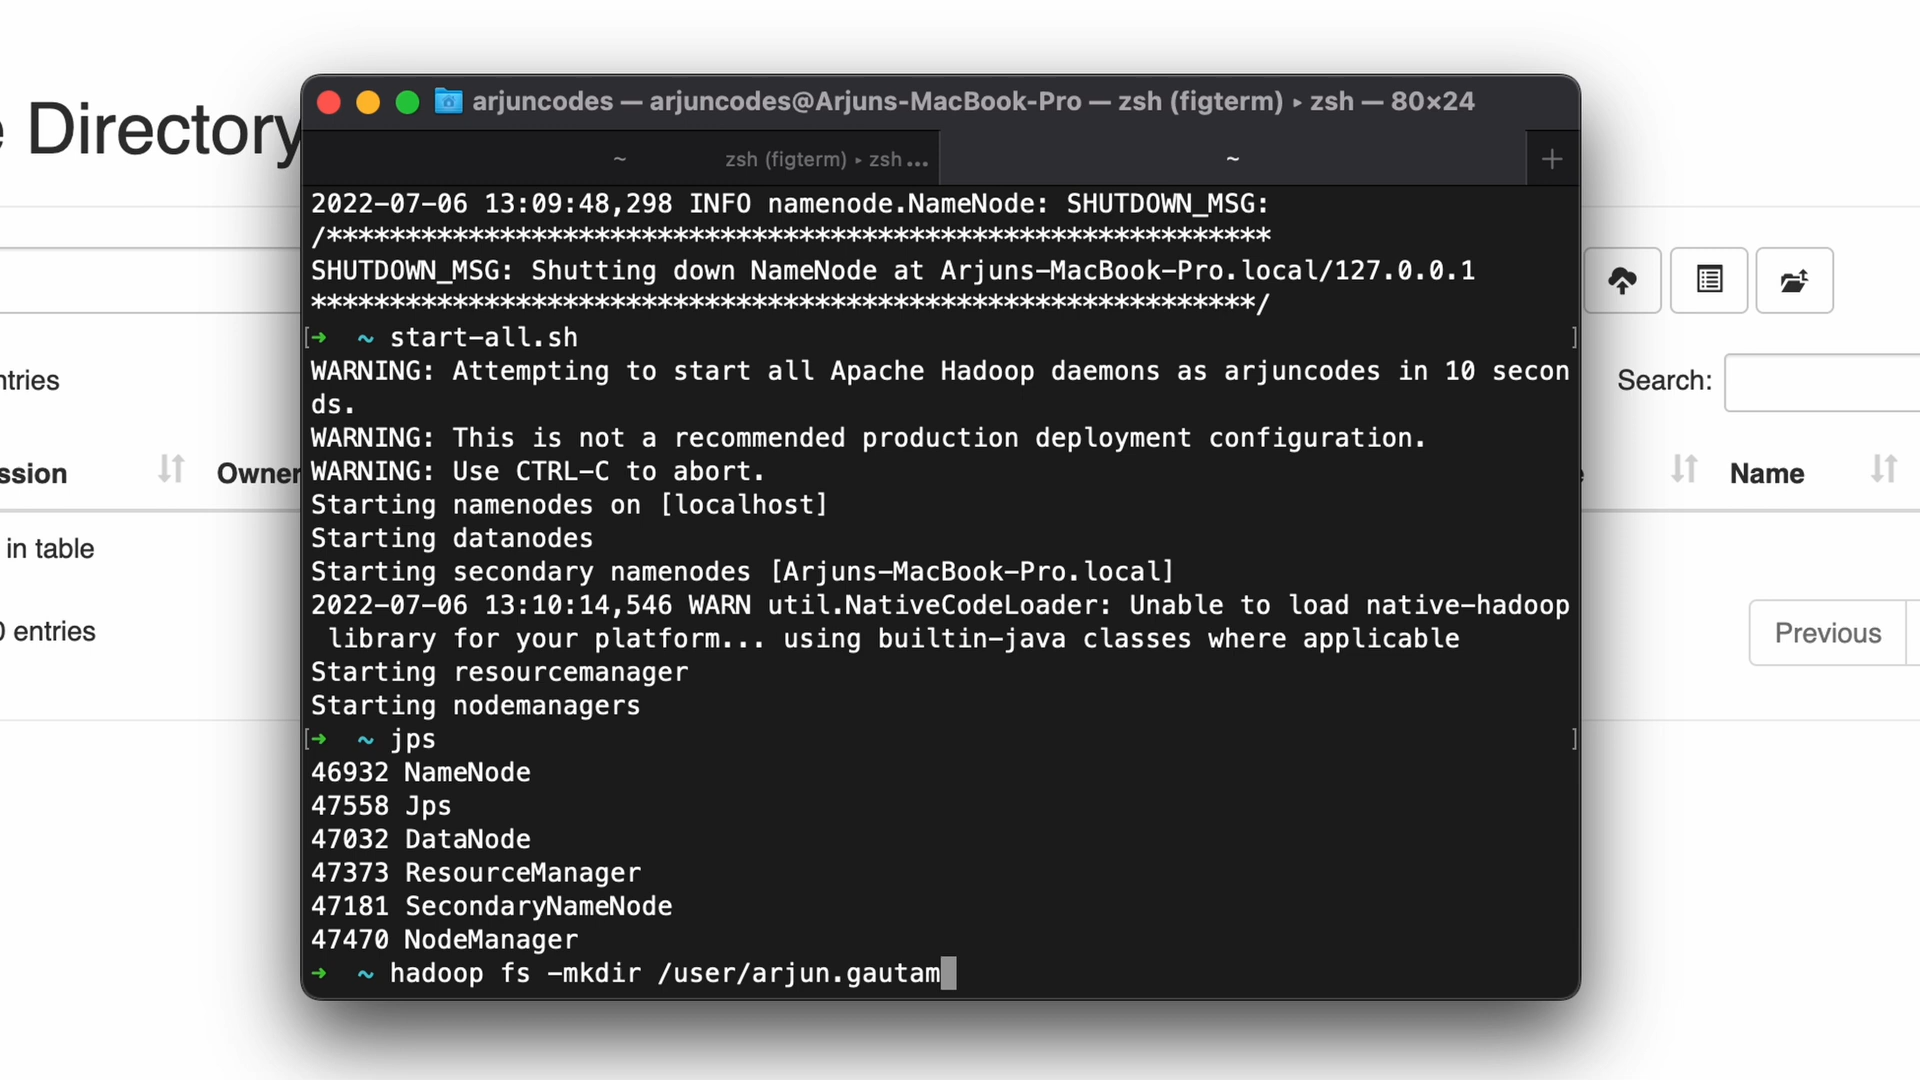 e Directory
ntries
ssion
Owner
in table
0 entries
arjuncodes — arjuncodes@Arjuns-MacBook-Pro — zsh (figterm) ▸ zsh — 80×24
~ zsh (figterm) ▸ zsh... ~ +
2022-07-06 13:09:48,298 INFO namenode.NameNode: SHUTDOWN_MSG:
/************************************************************
SHUTDOWN_MSG: Shutting down NameNode at Arjuns-MacBook-Pro.local/127.0.0.1
************************************************************/
[➜ ~ start-all.sh ]
WARNING: Attempting to start all Apache Hadoop daemons as arjuncodes in 10 secon
ds.
WARNING: This is not a recommended production deployment configuration.
WARNING: Use CTRL-C to abort.
Starting namenodes on [localhost]
Starting datanodes
Starting secondary namenodes [Arjuns-MacBook-Pro.local]
2022-07-06 13:10:14,546 WARN util.NativeCodeLoader: Unable to load native-hadoop
library for your platform... using builtin-java classes where applicable
Starting resourcemanager
Starting nodemanagers
[➜ ~ jps ]
46932 NameNode
47558 Jps
47032 DataNode
47373 ResourceManager
47181 SecondaryNameNode
47470 NodeManager
➜ ~ hadoop fs -mkdir /user/arjun.gautam
Search:
e
Name
Previous